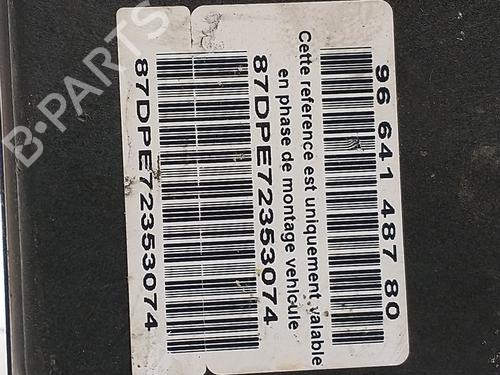 96 641 487 80
Cette reference est uniquement valable
en phase de montage vehicule
87DPE72353074
87DPE72353074
B-PARTS